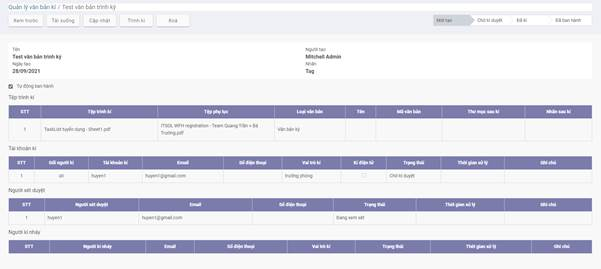 Quản lý văn bản kí / Test văn bản trình ký
Xem trước Tải xuống Cập nhật Trình kí Xoá
Mới tạo Chờ kí duyệt Đã kí Đã ban hành
Tên Người tạo
Test văn bản trình ký Mitchell Admin
Ngày tạo Nhãn
28/09/2021 Tag
Tự động ban hành
Tệp trình kí
STT Tệp trình kí Tệp phụ lục Loại văn bản Tên Mã văn bản Thư mục sau kí Nhãn sau kí
1 TaskList tuyển dụng - Sheet1.pdf ITSOL WFH registration - Team Quang,Trần + Bá Trường.pdf Văn bản ký
Tài khoản kí
STT Đổi người kí Tài khoản kí Email Số điện thoại Vai trò kí Kí điện tử Trạng thái Thời gian xử lý Ghi chú
1 huyen1 huyen1@gmail.com trưởng phòng Chờ kí duyệt
Người xét duyệt
STT Người xét duyệt Email Số điện thoại Trạng thái Thời gian xử lý Ghi chú
1 huyen1 huyen1@gmail.com Đang xem xét
Người kí nháy
STT Người kí nháy Email Số điện thoại Vai trò kí Trạng thái Thời gian xử lý Ghi chú